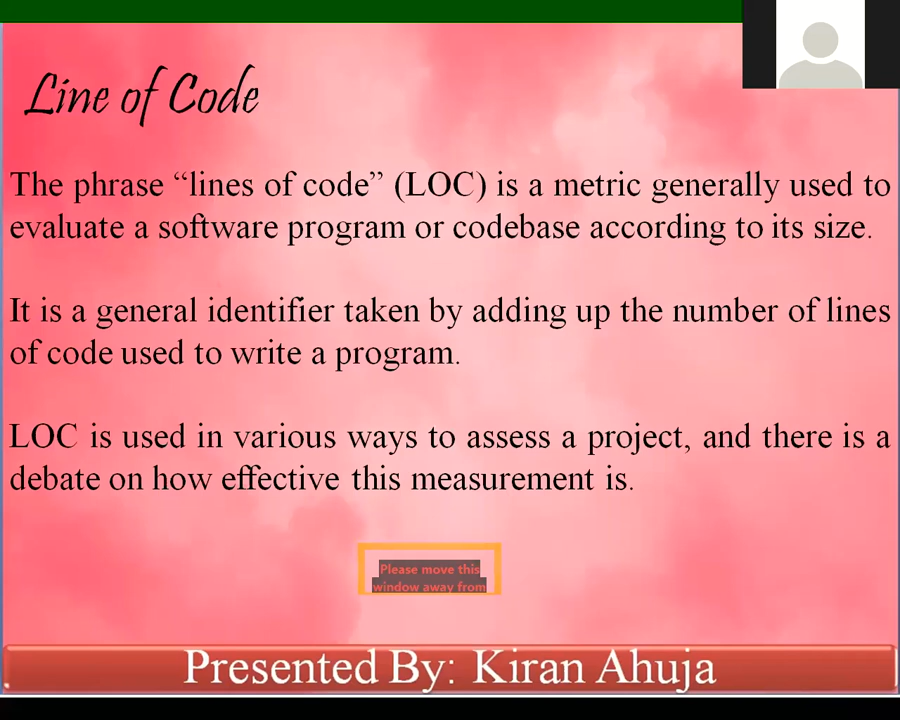 Line of Code
The phrase “lines of code” (LOC) is a metric generally used to
evaluate a software program or codebase according to its size.
It is a general identifier taken by adding up the number of lines
of code used to write a program.
LOC is used in various ways to assess a project, and there is a
debate on how effective this measurement is.
Please move this
window away from
Presented By: Kiran Ahuja